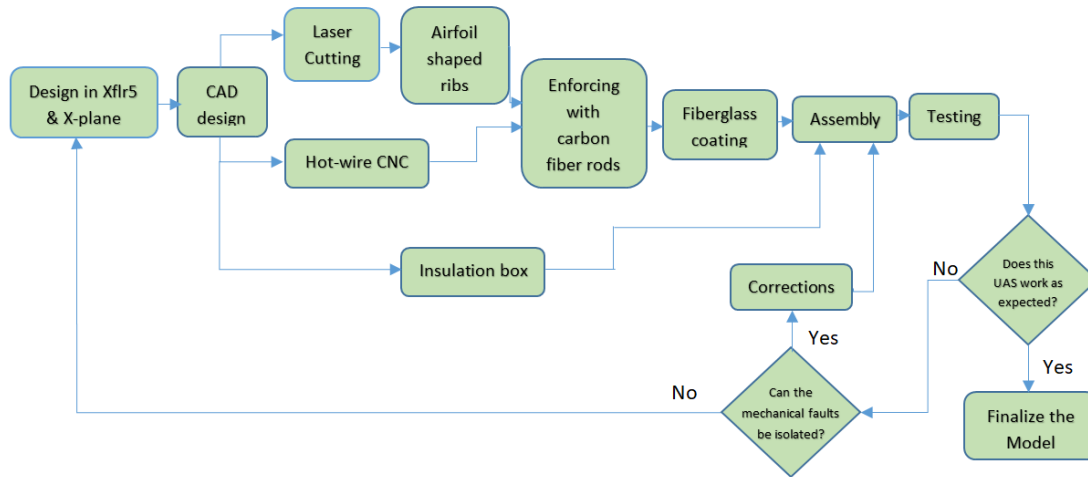 Design in Xflr5
& X-plane
CAD
design
Laser
Cutting
Airfoil
shaped
ribs
Hot-wire CNC
Enforcing
with
carbon
fiber rods
Fiberglass
coating
Assembly
Testing
Insulation box
Corrections
Does this
UAS work as
expected?
No
Yes
Yes
Can the
mechanical faults
be isolated?
No
Finalize the
Model